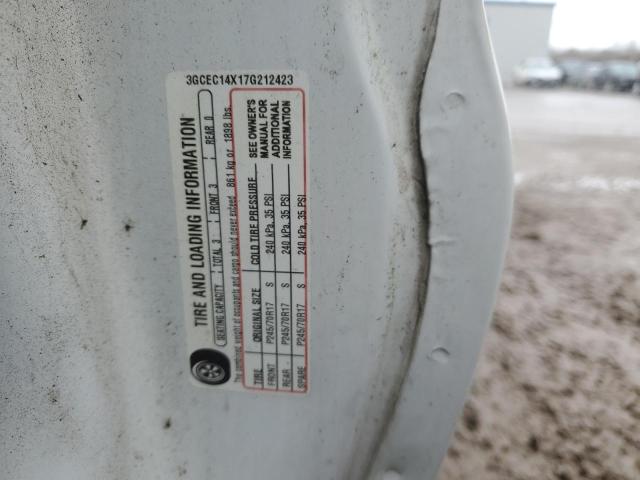 3GCEC14X17G212423
TIRE AND LOADING INFORMATION
SEATING CAPACITY TOTAL 3 FRONT 3 REAR 0
The combined weight of occupants and cargo should never exceed 861 kg or 1898 lbs.
TIRE ORIGINAL SIZE COLD TIRE PRESSURE SEE OWNER'S MANUAL FOR ADDITIONAL INFORMATION
FRONT P245/70R17 S 240 kPa, 35 PSI
REAR P245/70R17 S 240 kPa, 35 PSI
SPARE P245/70R17 S 240 kPa, 35 PSI